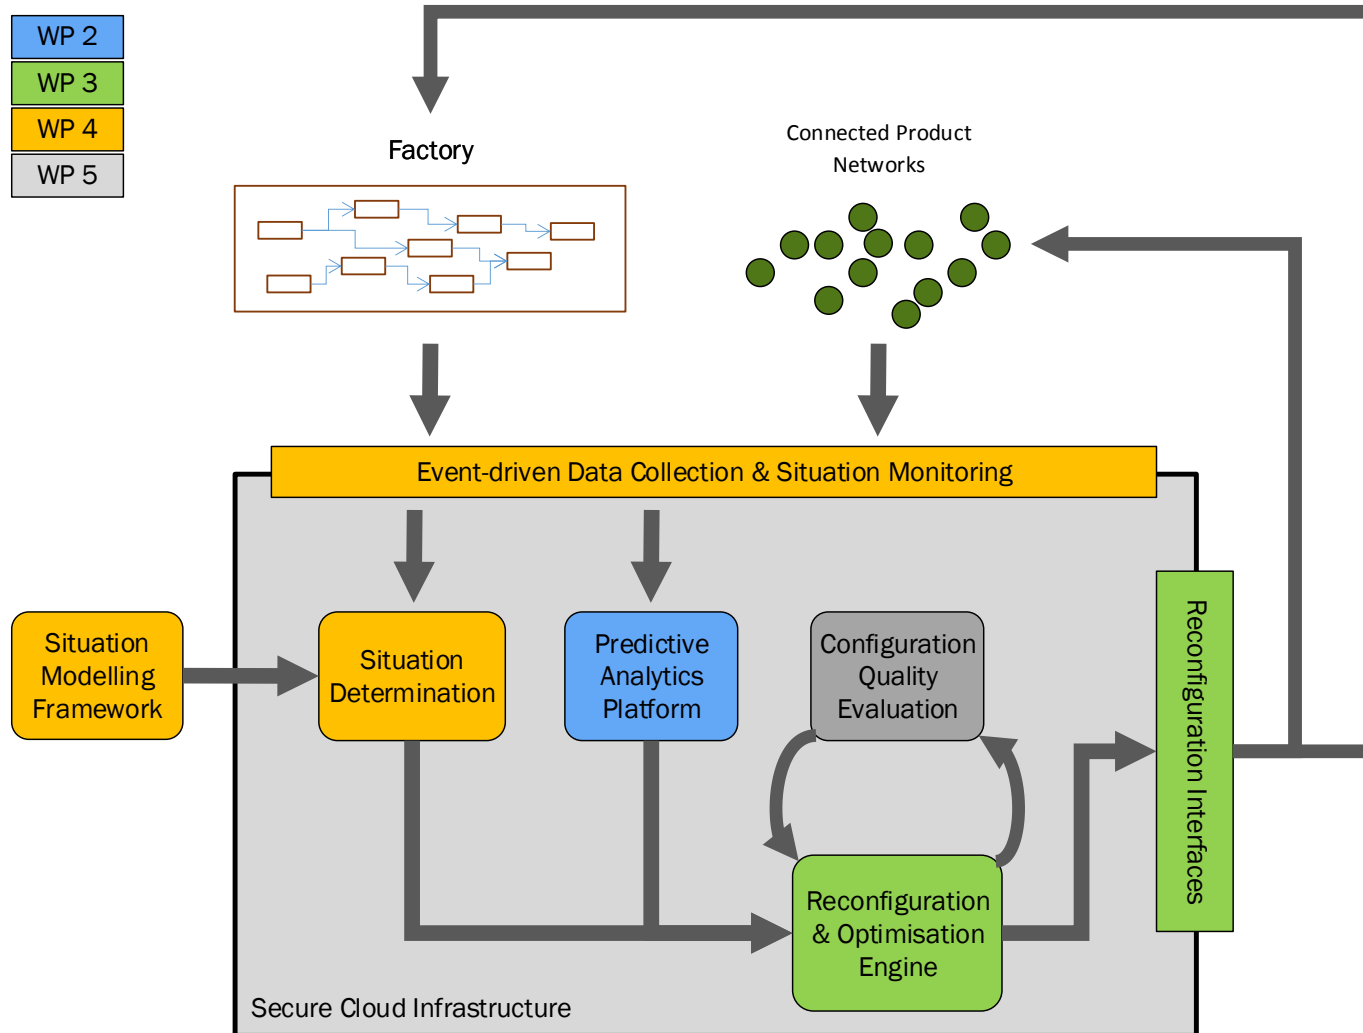 WP 2
WP 3
WP 4
WP 5
Factory
Connected Product
Networks
Event-driven Data Collection & Situation Monitoring
Situation
Modelling
Framework
Situation
Determination
Predictive
Analytics
Platform
Configuration
Quality
Evaluation
Reconfiguration Interfaces
Reconfiguration
& Optimisation
Engine
Secure Cloud Infrastructure